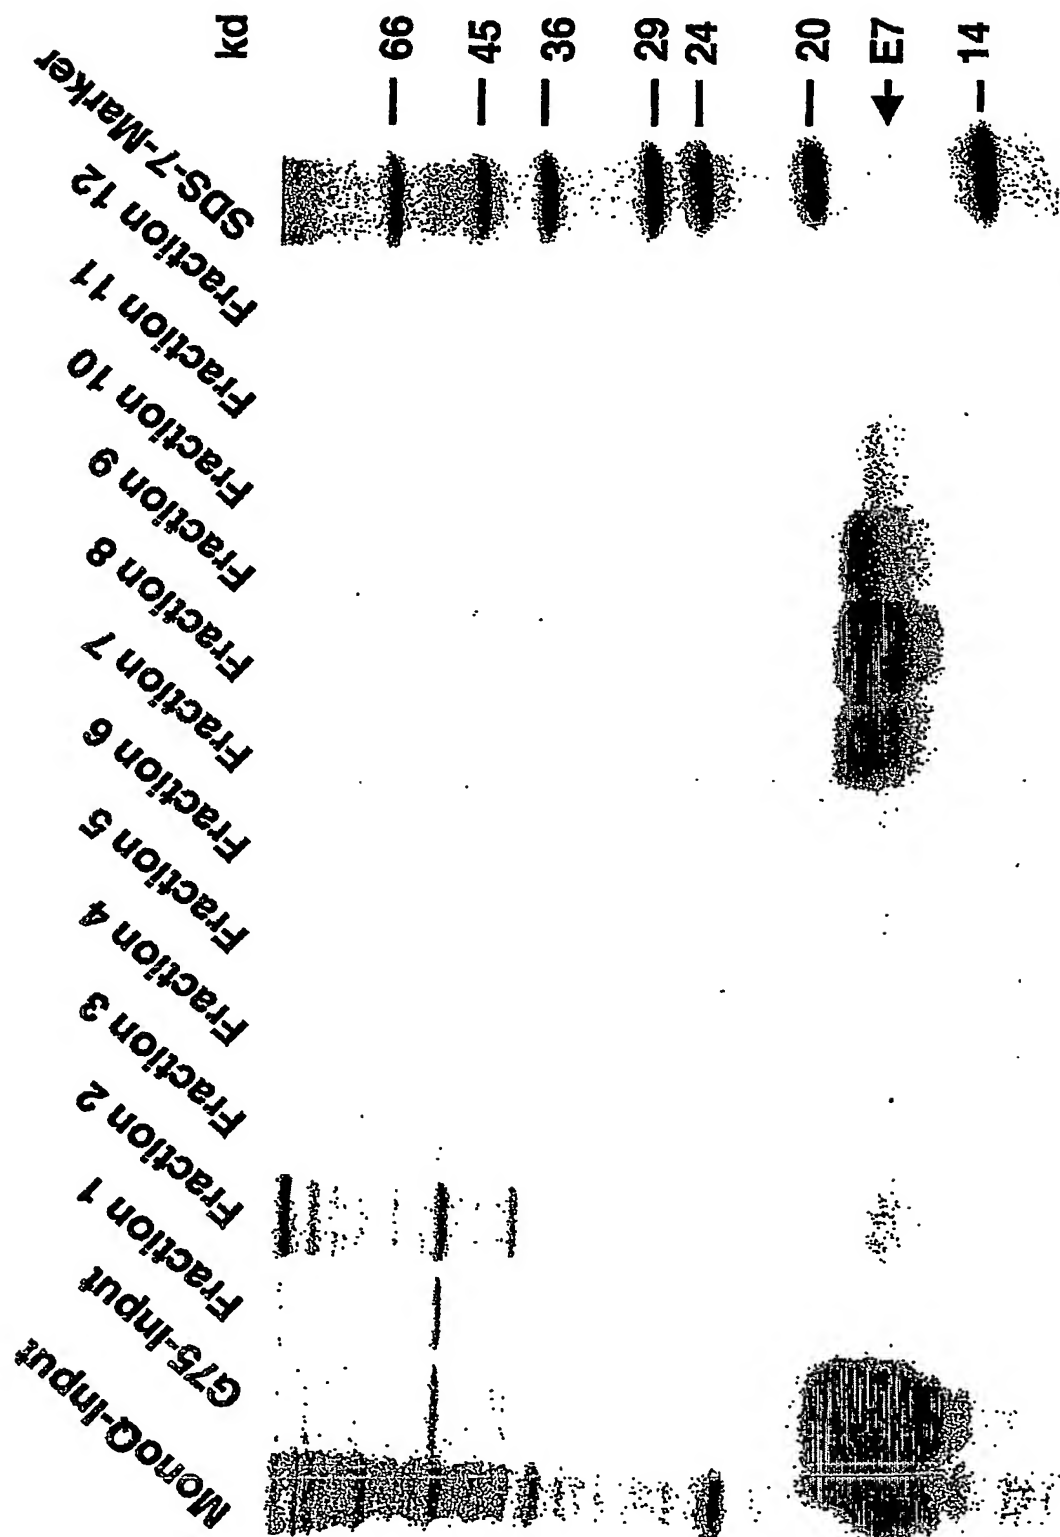 kd
66
45
36
29
24
20
E7
14
SDS-7-Marker
Fraction 12
Fraction 11
Fraction 10
Fraction 9
Fraction 8
Fraction 7
Fraction 6
Fraction 5
Fraction 4
Fraction 3
Fraction 2
Fraction 1
G75-Input
MonoQ-Input